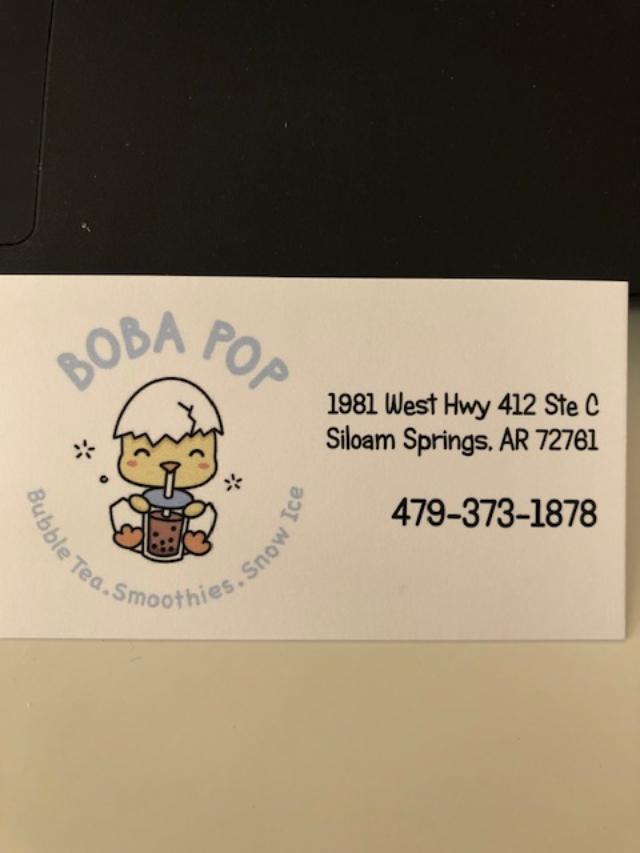 BOBA POP
Bubble Tea. Smoothies. Snow Ice
1981 West Hwy 412 Ste C
Siloam Springs, AR 72761
479-373-1878